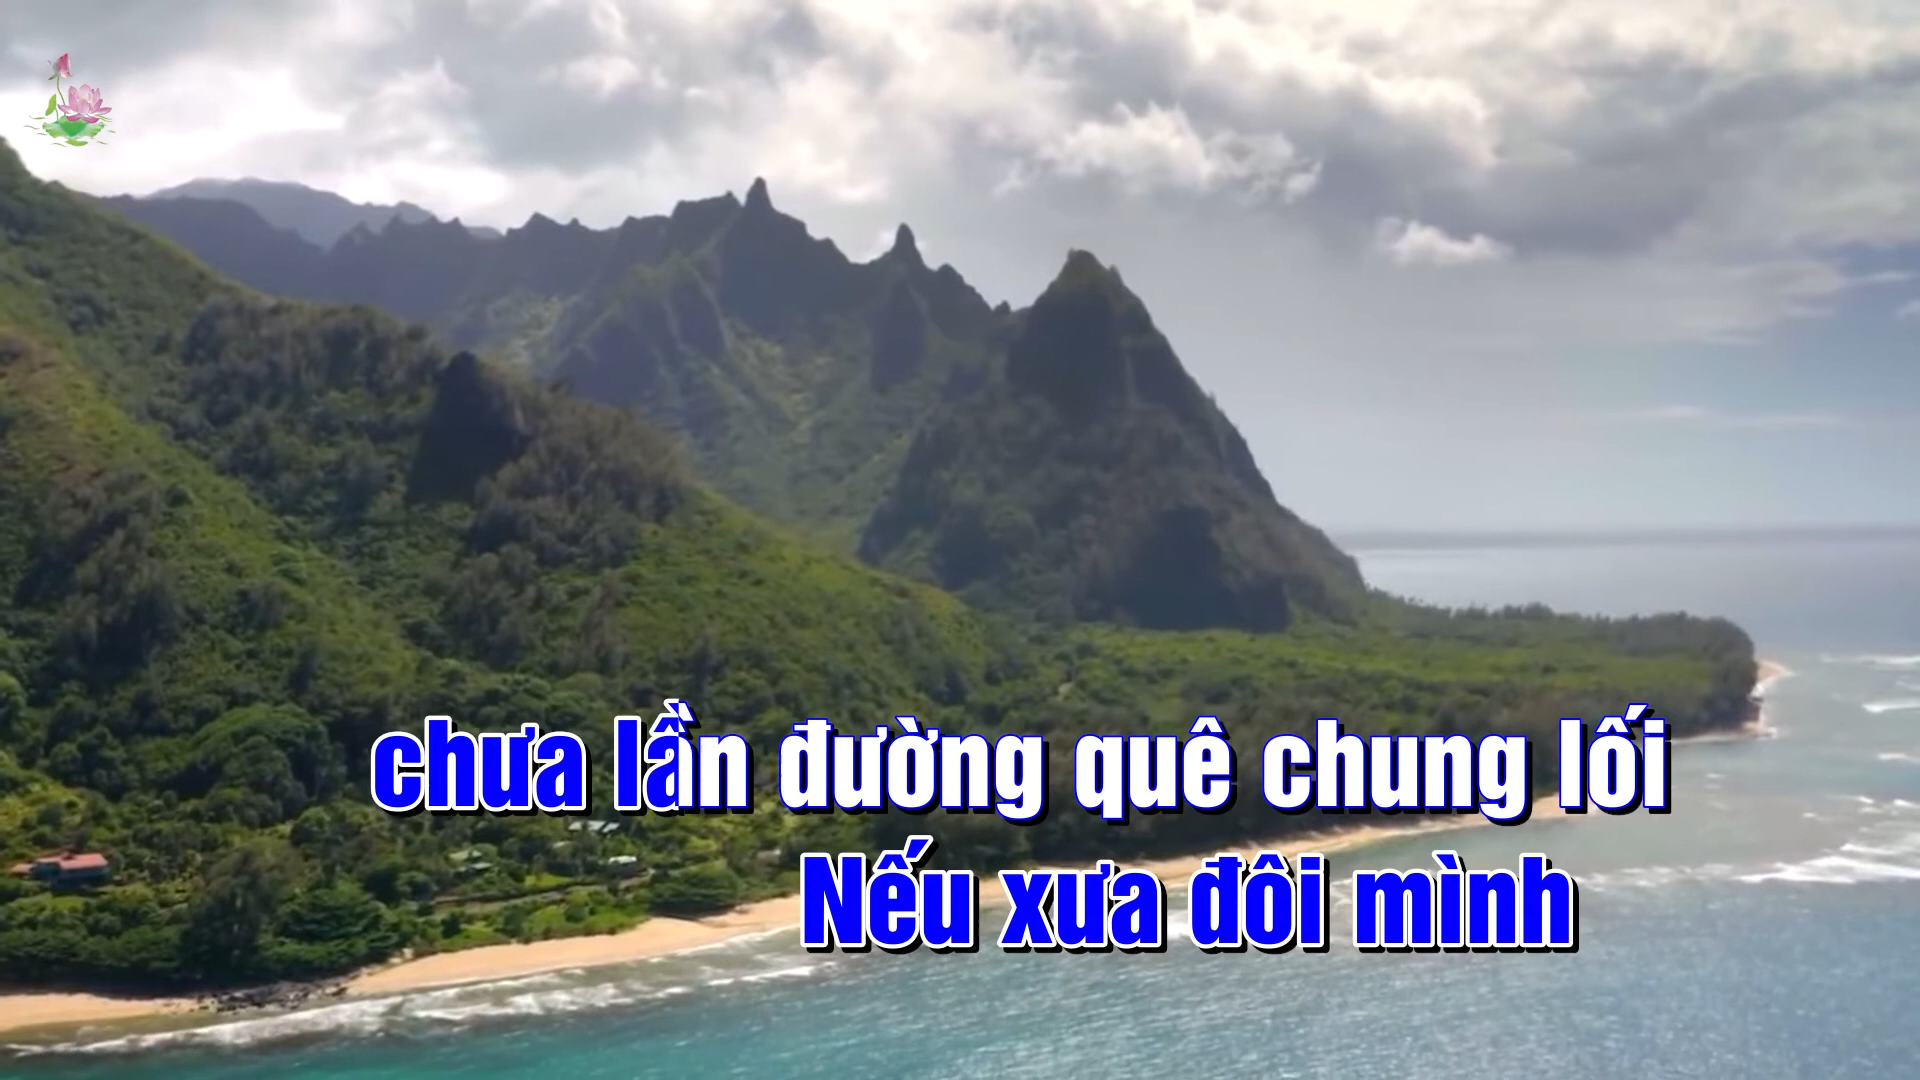 chưa lần đường quê chung lối
Nếu xưa đôi mình